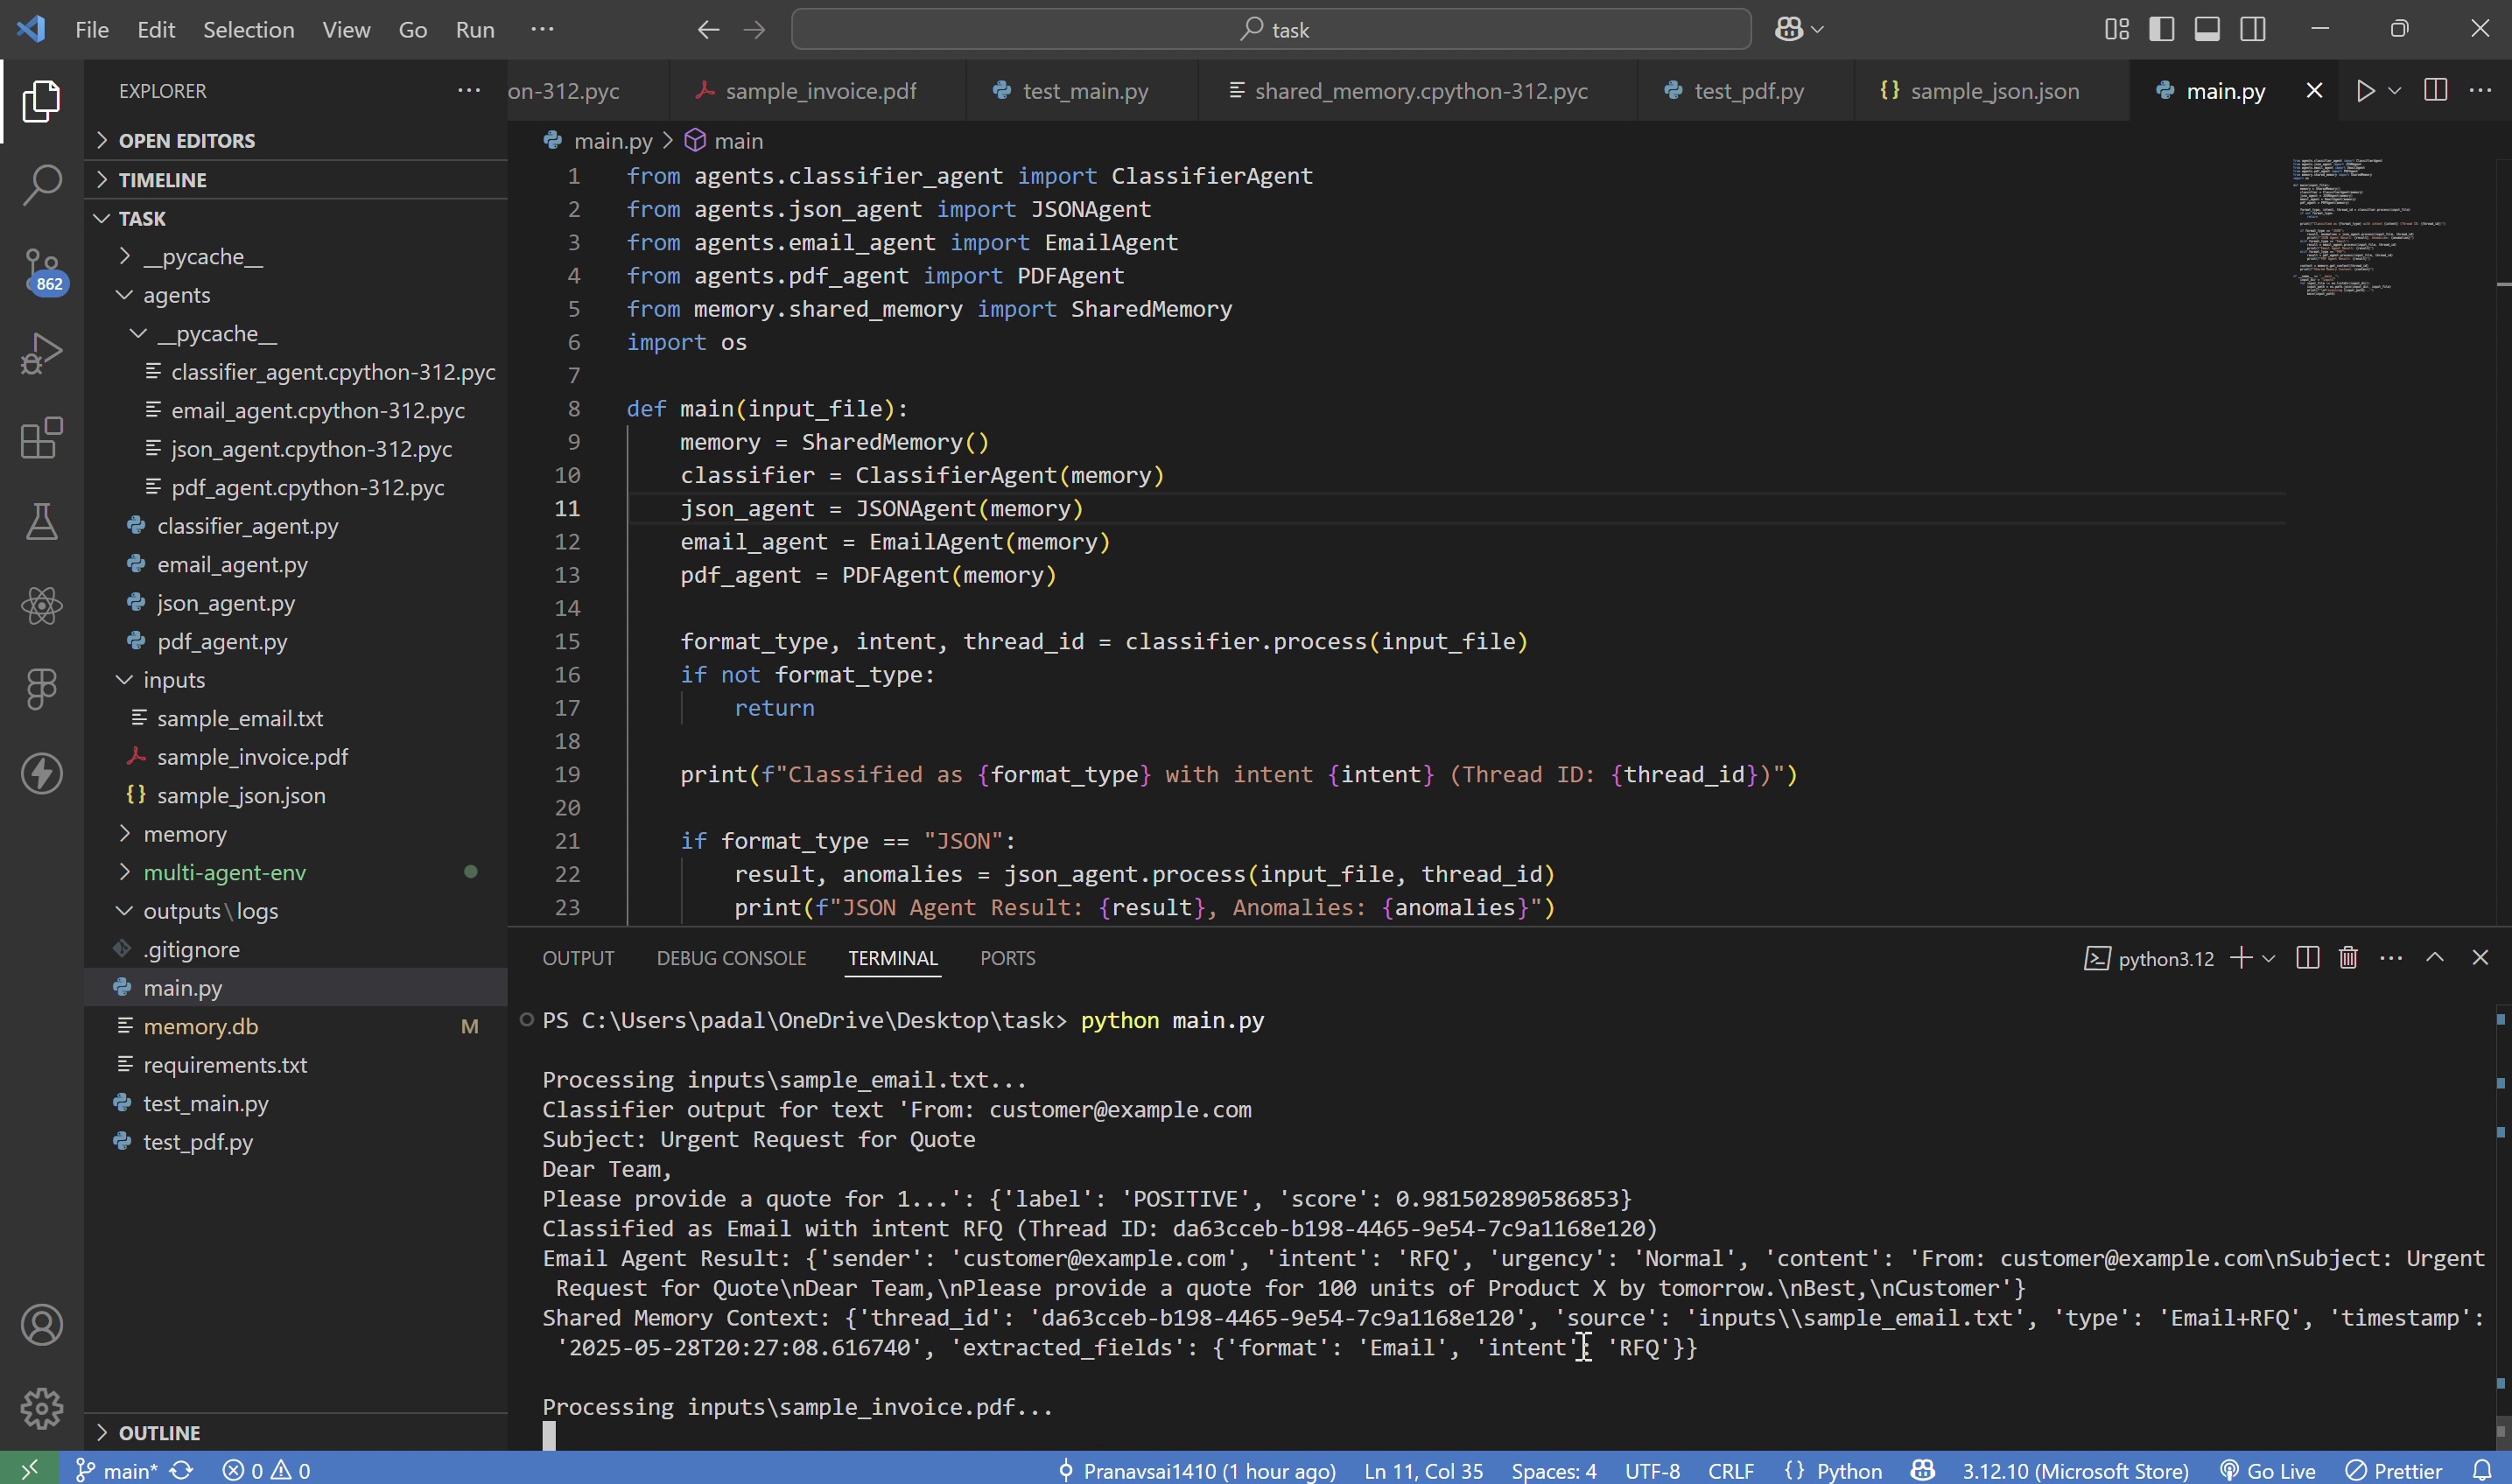 File Edit Selection View Go Run ··· task
EXPLORER
OPEN EDITORS
TIMELINE
TASK
__pycache__
agents
__pycache__
classifier_agent.cpython-312.pyc
email_agent.cpython-312.pyc
json_agent.cpython-312.pyc
pdf_agent.cpython-312.pyc
classifier_agent.py
email_agent.py
json_agent.py
pdf_agent.py
inputs
sample_email.txt
sample_invoice.pdf
sample_json.json
memory
multi-agent-env
outputs\logs
.gitignore
main.py
memory.db M
requirements.txt
test_main.py
test_pdf.py
OUTLINE
862
on-312.pyc sample_invoice.pdf test_main.py shared_memory.cpython-312.pyc test_pdf.py {} sample_json.json main.py
main.py > main
1 from agents.classifier_agent import ClassifierAgent
2 from agents.json_agent import JSONAgent
3 from agents.email_agent import EmailAgent
4 from agents.pdf_agent import PDFAgent
5 from memory.shared_memory import SharedMemory
6 import os
7
8 def main(input_file):
9 memory = SharedMemory()
10 classifier = ClassifierAgent(memory)
11 json_agent = JSONAgent(memory)
12 email_agent = EmailAgent(memory)
13 pdf_agent = PDFAgent(memory)
14
15 format_type, intent, thread_id = classifier.process(input_file)
16 if not format_type:
17 return
18
19 print(f"Classified as {format_type} with intent {intent} (Thread ID: {thread_id})")
20
21 if format_type == "JSON":
22 result, anomalies = json_agent.process(input_file, thread_id)
23 print(f"JSON Agent Result: {result}, Anomalies: {anomalies}")
OUTPUT DEBUG CONSOLE TERMINAL PORTS python3.12
PS C:\Users\padal\OneDrive\Desktop\task> python main.py
Processing inputs\sample_email.txt...
Classifier output for text 'From: customer@example.com
Subject: Urgent Request for Quote
Dear Team,
Please provide a quote for 1...': {'label': 'POSITIVE', 'score': 0.981502890586853}
Classified as Email with intent RFQ (Thread ID: da63cceb-b198-4465-9e54-7c9a1168e120)
Email Agent Result: {'sender': 'customer@example.com', 'intent': 'RFQ', 'urgency': 'Normal', 'content': 'From: customer@example.com\nSubject: Urgent
Request for Quote\nDear Team,\nPlease provide a quote for 100 units of Product X by tomorrow.\nBest,\nCustomer'}
Shared Memory Context: {'thread_id': 'da63cceb-b198-4465-9e54-7c9a1168e120', 'source': 'inputs\\sample_email.txt', 'type': 'Email+RFQ', 'timestamp':
'2025-05-28T20:27:08.616740', 'extracted_fields': {'format': 'Email', 'intent': 'RFQ'}}
Processing inputs\sample_invoice.pdf...
main* 0 0 Pranavsai1410 (1 hour ago) Ln 11, Col 35 Spaces: 4 UTF-8 CRLF {} Python 3.12.10 (Microsoft Store) Go Live Prettier